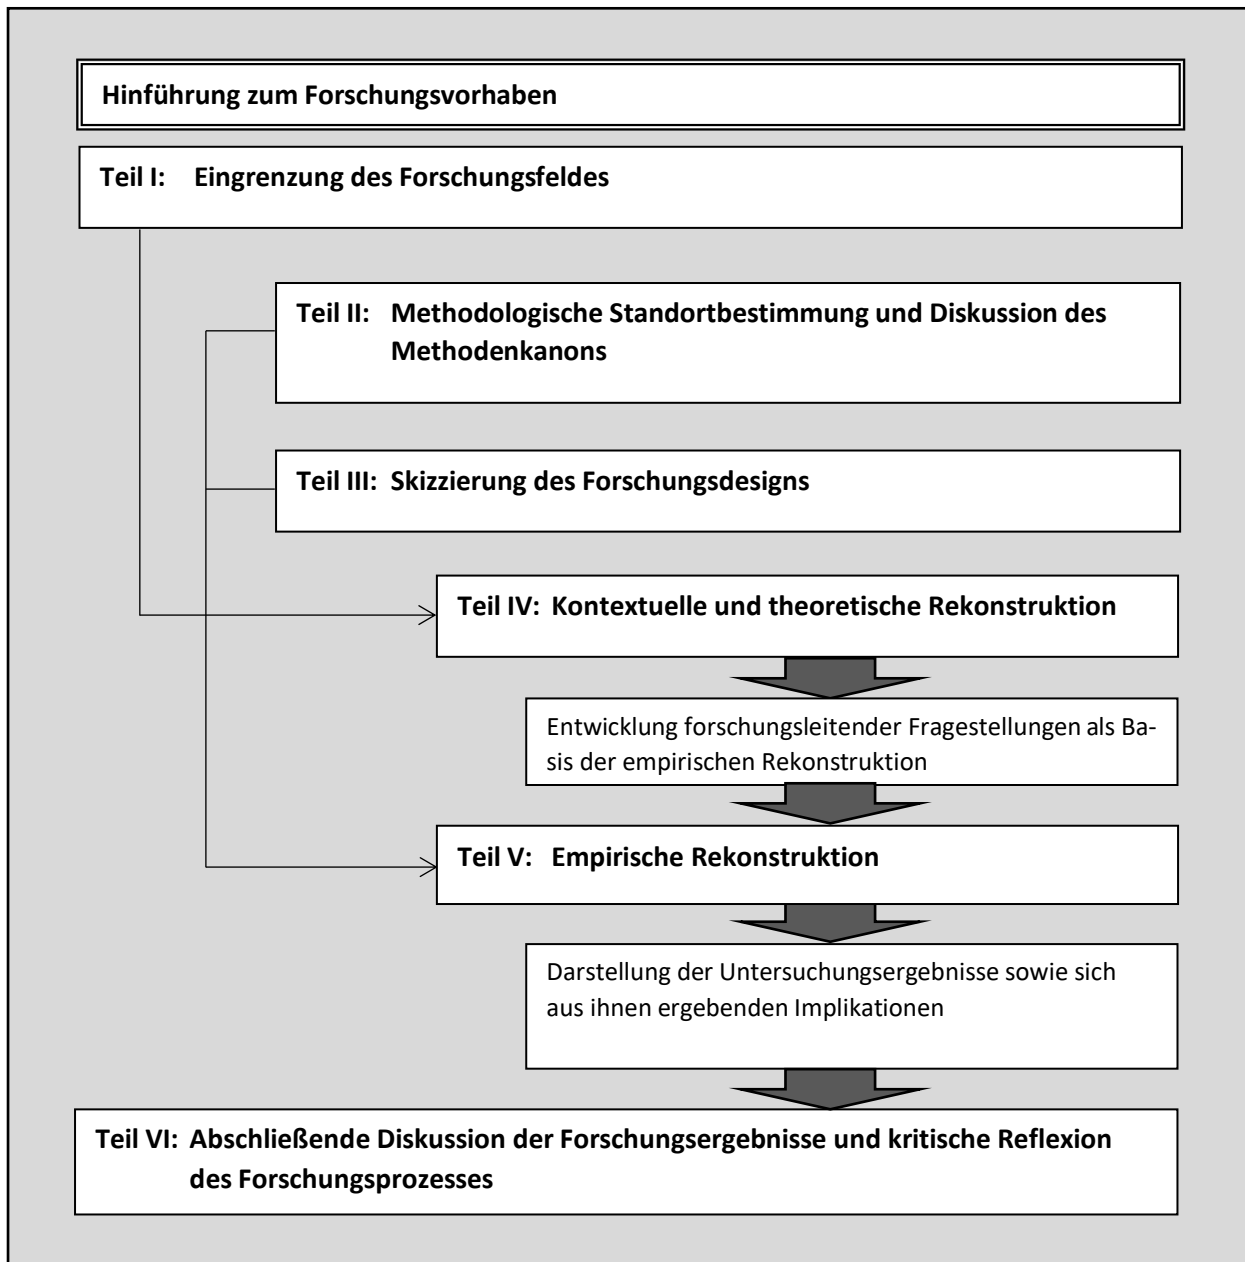 Hinführung zum Forschungsvorhaben
Teil I: Eingrenzung des Forschungsfeldes
Teil II: Methodologische Standortbestimmung und Diskussion des
Methodenkanons
Teil III: Skizzierung des Forschungsdesigns
Teil IV: Kontextuelle und theoretische Rekonstruktion
Entwicklung forschungsleitender Fragestellungen als Ba-
sis der empirischen Rekonstruktion
Teil V: Empirische Rekonstruktion
Darstellung der Untersuchungsergebnisse sowie sich
aus ihnen ergebenden Implikationen
Teil VI: Abschließende Diskussion der Forschungsergebnisse und kritische Reflexion
des Forschungsprozesses